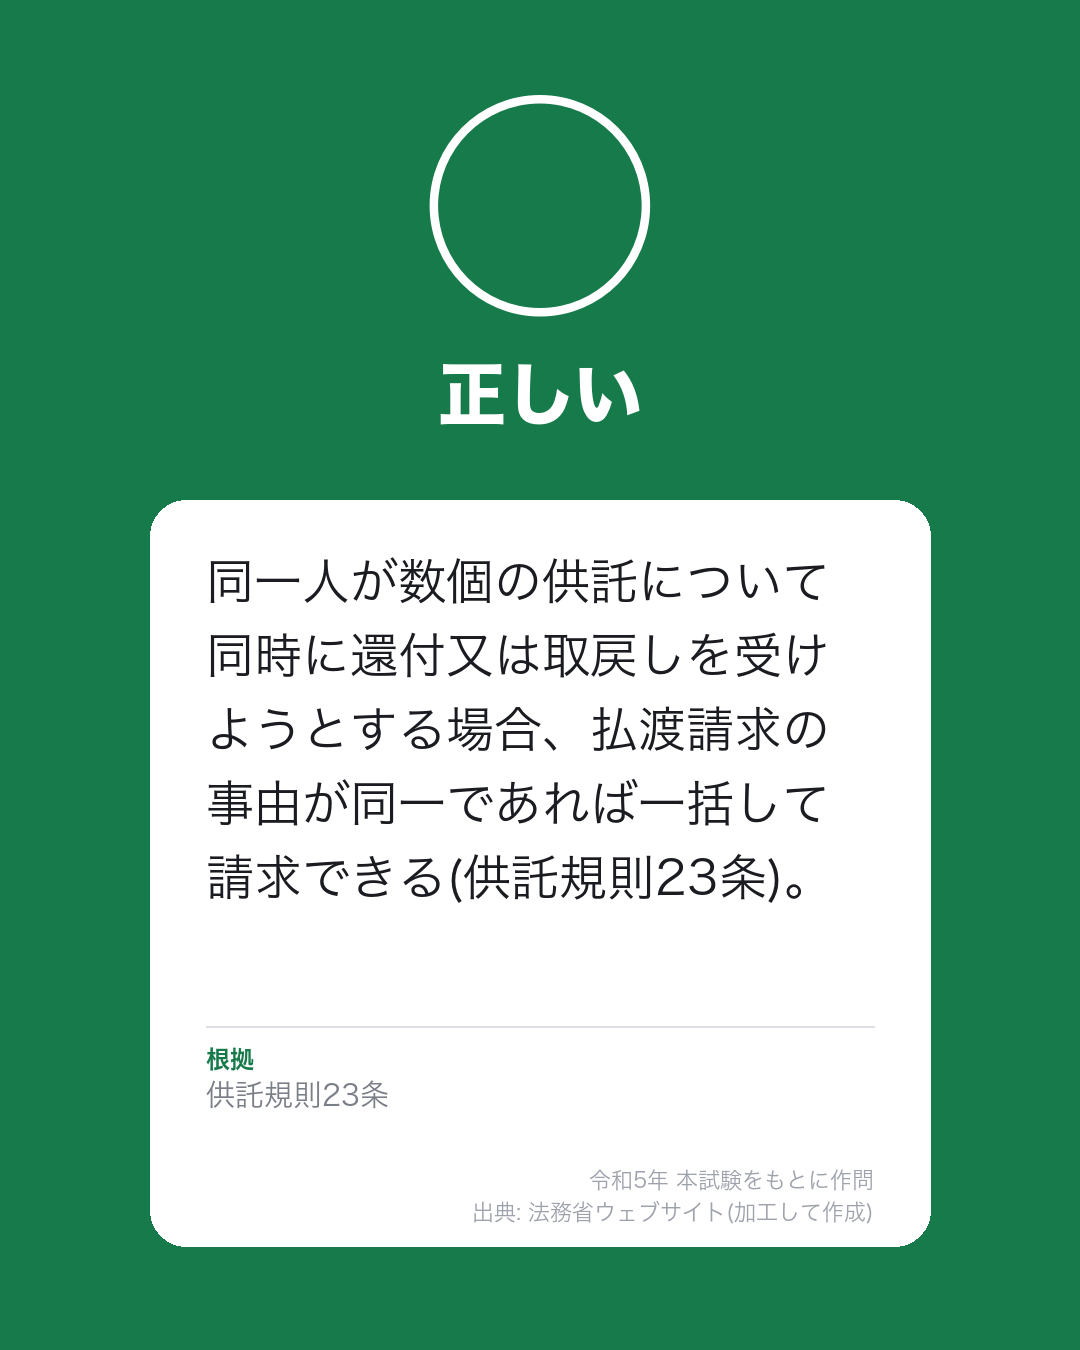 正しい
同一人が数個の供託について
同時に還付又は取戻しを受け
ようとする場合、払渡請求の
事由が同一であれば一括して
請求できる(供託規則23条)。
根拠
供託規則23条
令和5年 本試験をもとに作問
出典: 法務省ウェブサイト(加工して作成)